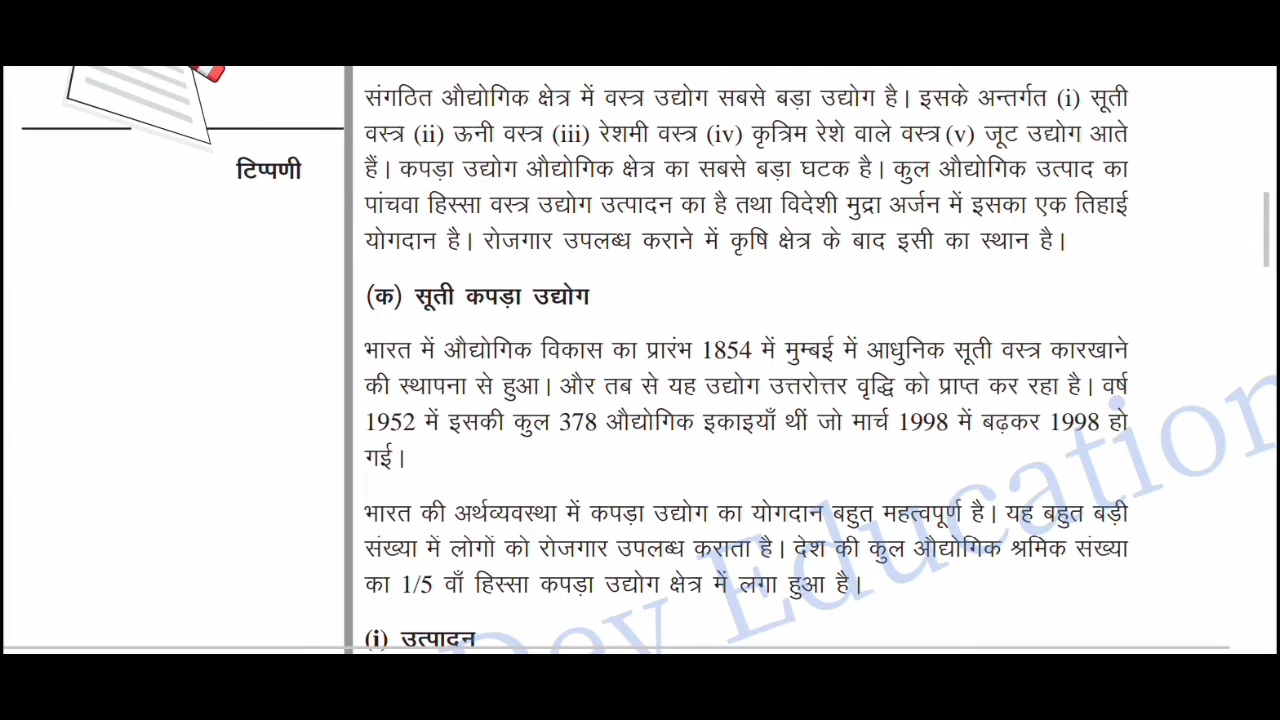 संगठित औद्योगिक क्षेत्र में वस्त्र उद्योग सबसे बड़ा उद्योग है। इसके अन्तर्गत (i) सूती
वस्त्र (ii) ऊनी वस्त्र (iii) रेशमी वस्त्र (iv) कृत्रिम रेशे वाले वस्त्र (v) जूट उद्योग आते
टिप्पणी
हैं। कपड़ा उद्योग औद्योगिक क्षेत्र का सबसे बड़ा घटक है। कुल औद्योगिक उत्पाद का
पांचवा हिस्सा वस्त्र उद्योग उत्पादन का है तथा विदेशी मुद्रा अर्जन में इसका एक तिहाई
योगदान है। रोजगार उपलब्ध कराने में कृषि क्षेत्र के बाद इसी का स्थान है।
(क) सूती कपड़ा उद्योग
भारत में औद्योगिक विकास का प्रारंभ 1854 में मुम्बई में आधुनिक सूती वस्त्र कारखाने
की स्थापना से हुआ। और तब से यह उद्योग उत्तरोत्तर वृद्धि को प्राप्त कर रहा है। वर्ष
1952 में इसकी कुल 378 औद्योगिक इकाइयाँ थीं जो मार्च 1998 में बढ़कर 1998 हो
गई।
भारत की अर्थव्यवस्था में कपड़ा उद्योग का योगदान बहुत महत्वपूर्ण है। यह बहुत बड़ी
संख्या में लोगों को रोजगार उपलब्ध कराता है। देश की कुल औद्योगिक श्रमिक संख्या
का 1/5 वाँ हिस्सा कपड़ा उद्योग क्षेत्र में लगा हुआ है।
(i) उत्पादन
Dev Education